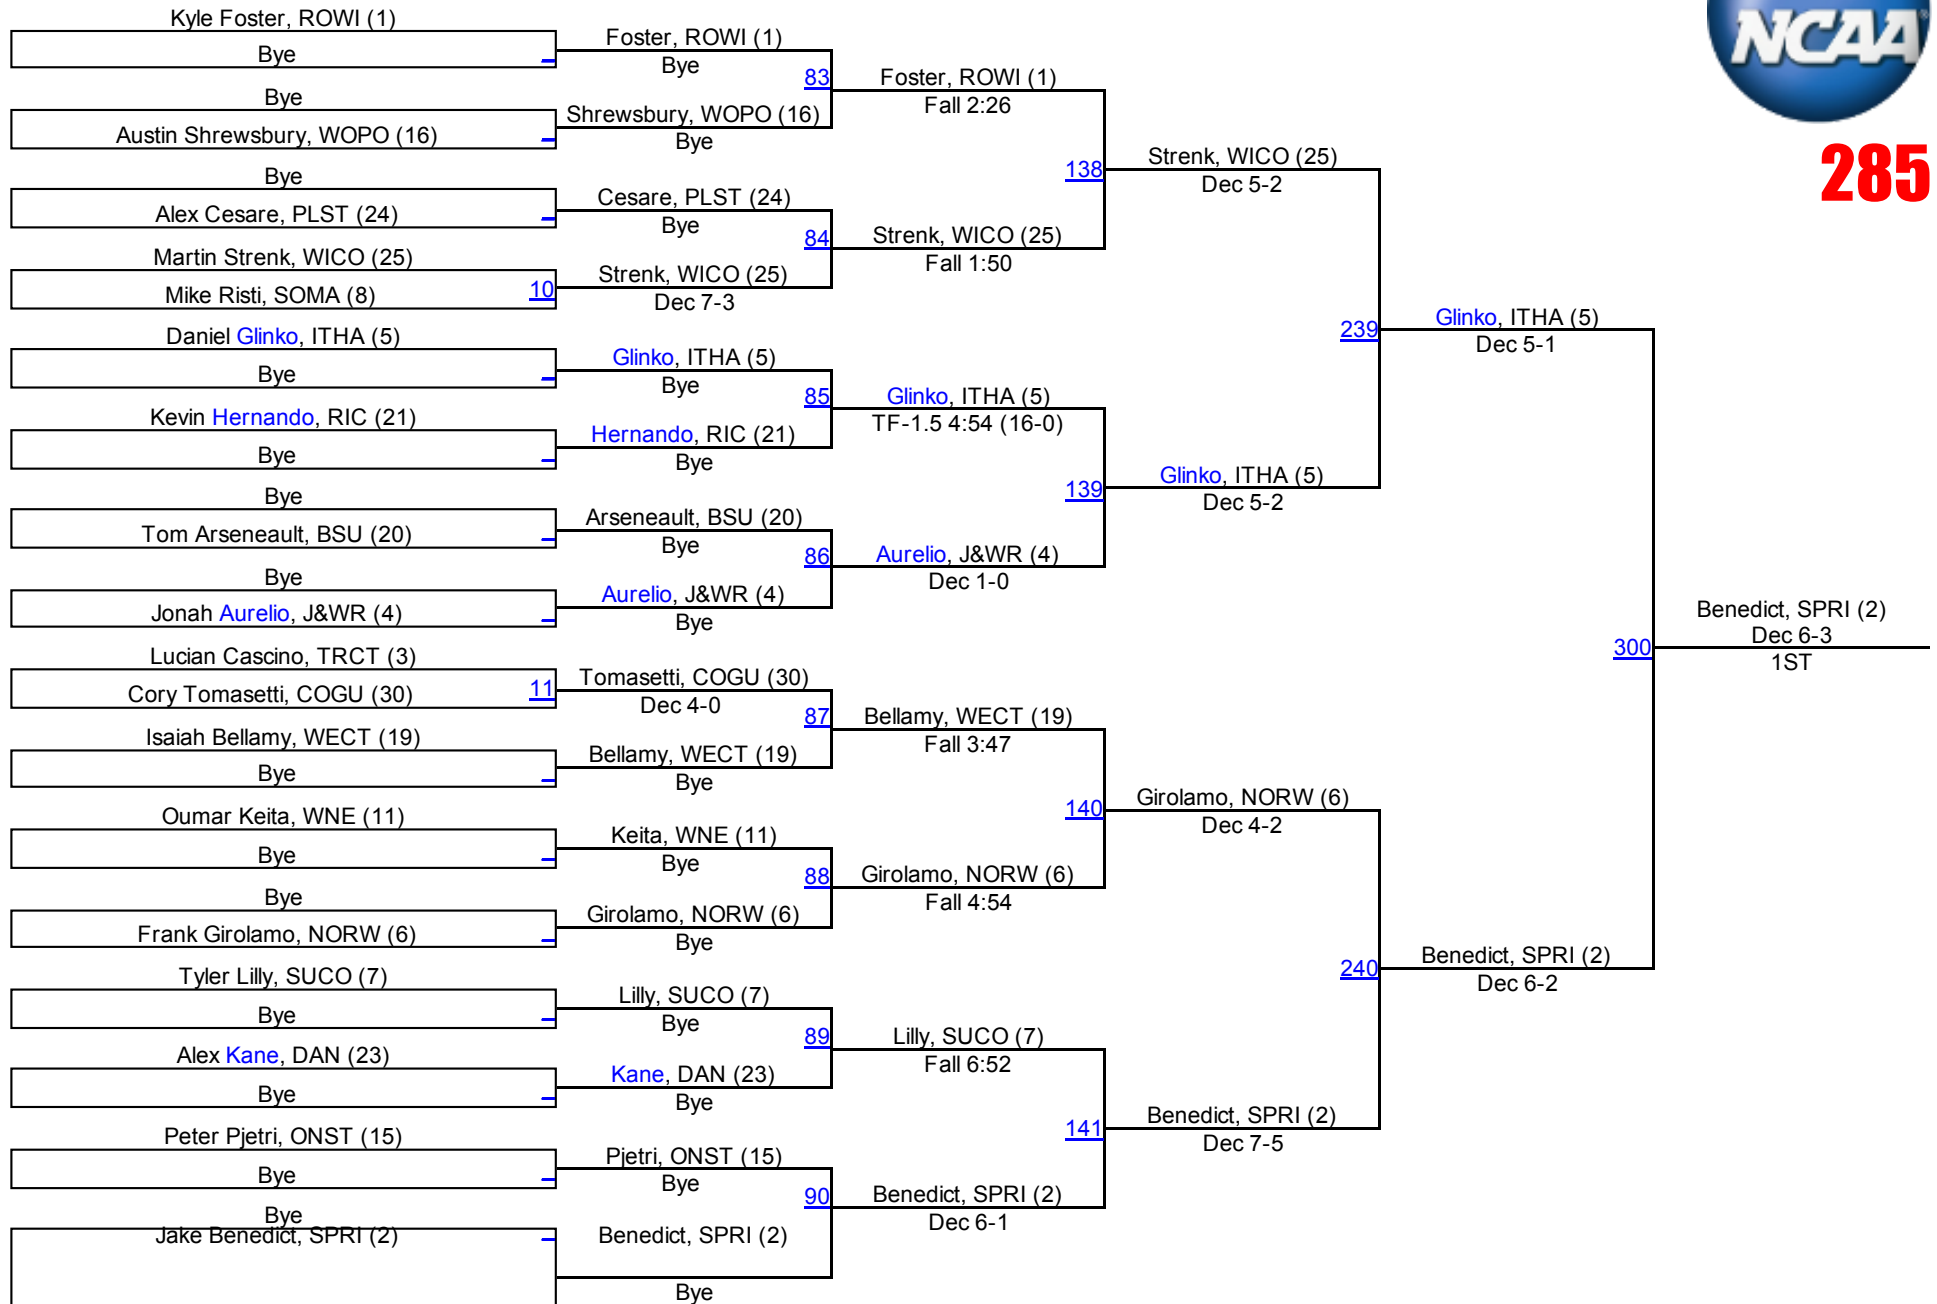 Kyle Foster, ROWI (1)
Bye
Bye
Austin Shrewsbury, WOPO (16)
Bye
Alex Cesare, PLST (24)
Martin Strenk, WICO (25)
Mike Risti, SOMA (8)
10
Daniel Glinko, ITHA (5)
Bye
Kevin Hernando, RIC (21)
Bye
Bye
Tom Arseneault, BSU (20)
Bye
Jonah Aurelio, J&WR (4)
Lucian Cascino, TRCT (3)
Cory Tomasetti, COGU (30)
11
Isaiah Bellamy, WECT (19)
Bye
Oumar Keita, WNE (11)
Bye
Bye
Frank Girolamo, NORW (6)
Tyler Lilly, SUCO (7)
Bye
Alex Kane, DAN (23)
Bye
Peter Pjetri, ONST (15)
Bye
Bye
Jake Benedict, SPRI (2)
Foster, ROWI (1)
Bye
83
Shrewsbury, WOPO (16)
Bye
Cesare, PLST (24)
Bye
84
Strenk, WICO (25)
Dec 7-3
Glinko, ITHA (5)
Bye
85
Hernando, RIC (21)
Bye
Arseneault, BSU (20)
Bye
86
Aurelio, J&WR (4)
Bye
Tomasetti, COGU (30)
Dec 4-0
87
Bellamy, WECT (19)
Bye
Keita, WNE (11)
Bye
88
Girolamo, NORW (6)
Bye
Lilly, SUCO (7)
Bye
89
Kane, DAN (23)
Bye
Pjetri, ONST (15)
Bye
90
Benedict, SPRI (2)
Bye
Foster, ROWI (1)
Fall 2:26
138
Strenk, WICO (25)
Fall 1:50
Glinko, ITHA (5)
TF-1.5 4:54 (16-0)
139
Aurelio, J&WR (4)
Dec 1-0
Bellamy, WECT (19)
Fall 3:47
140
Girolamo, NORW (6)
Fall 4:54
Lilly, SUCO (7)
Fall 6:52
141
Benedict, SPRI (2)
Dec 6-1
Strenk, WICO (25)
Dec 5-2
239
Glinko, ITHA (5)
Dec 5-2
Girolamo, NORW (6)
Dec 4-2
240
Benedict, SPRI (2)
Dec 7-5
Glinko, ITHA (5)
Dec 5-1
300
Benedict, SPRI (2)
Dec 6-2
Benedict, SPRI (2)
Dec 6-3
1ST
NCAA
285